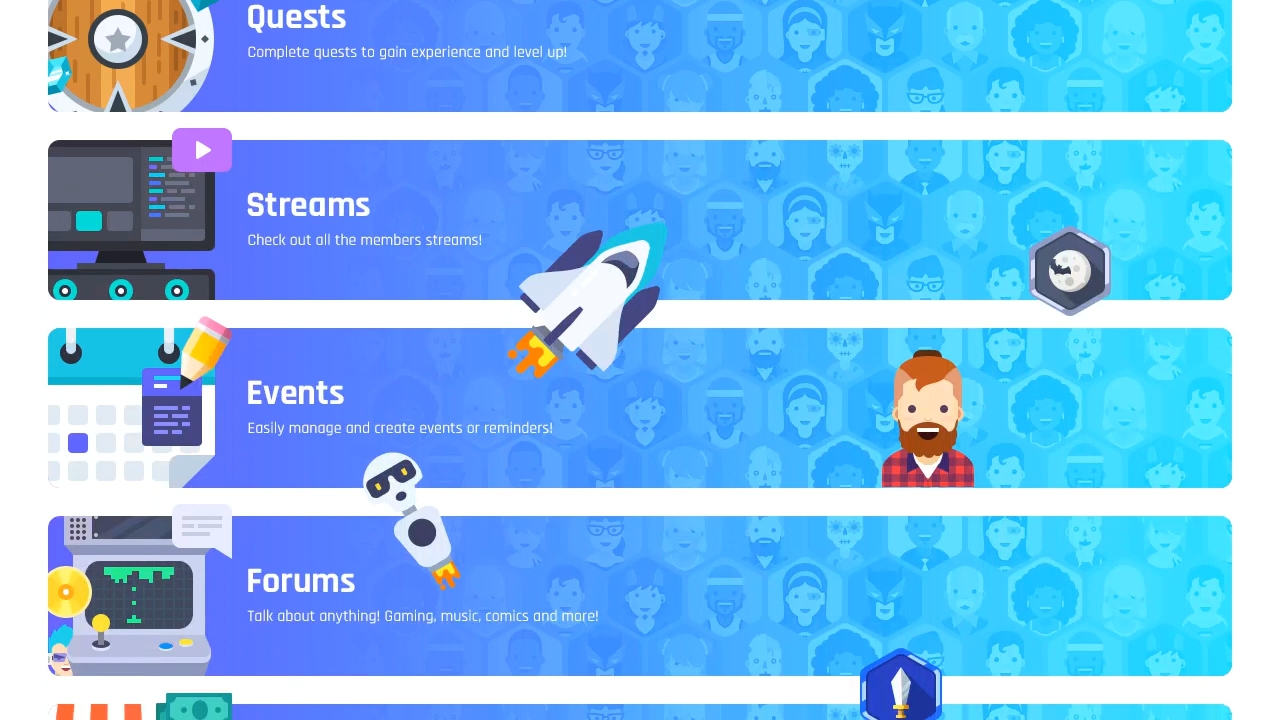 Quests
Complete quests to gain experience and level up!
Streams
Check out all the members streams!
Events
Easily manage and create events or reminders!
Forums
Talk about anything! Gaming, music, comics and more!